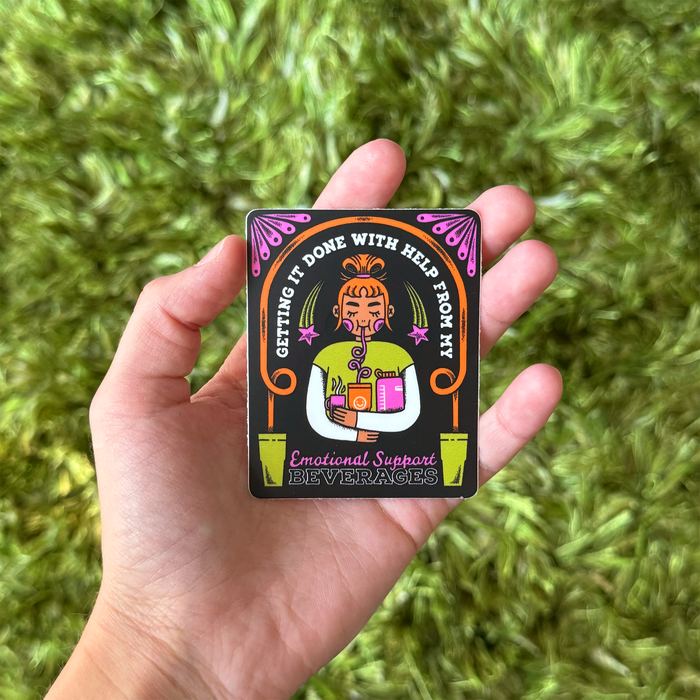 GETTING IT DONE WITH HELP FROM MY
Emotional Support
BEVERAGES